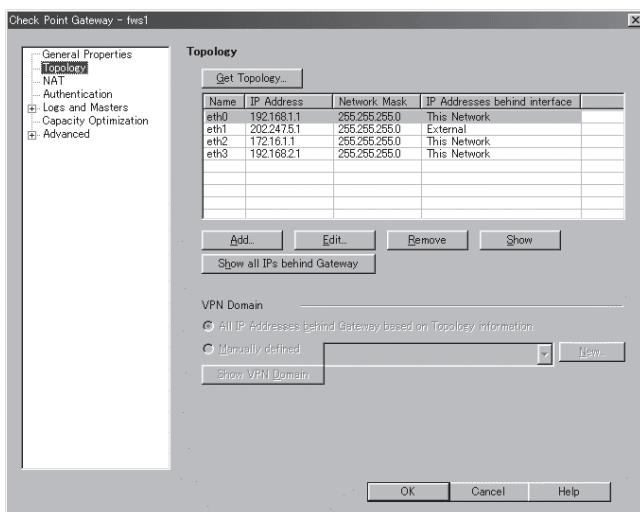 Check Point Gateway - fws1
General Properties
Topology
NAT
Authentication
Logs and Masters
Capacity Optimization
Advanced
Topology
Get Topology...
Name IP Address Network Mask IP Addresses behind interface
eth0 192.168.1.1 255.255.255.0 This Network
eth1 202.247.5.1 255.255.255.0 External
eth2 172.16.1.1 255.255.255.0 This Network
eth3 192.168.2.1 255.255.255.0 This Network
Add... Edit... Remove Show
Show all IPs behind Gateway
VPN Domain
All IP Addresses behind Gateway based on Topology information.
Manually defined New...
Show VPN Domain
OK Cancel Help